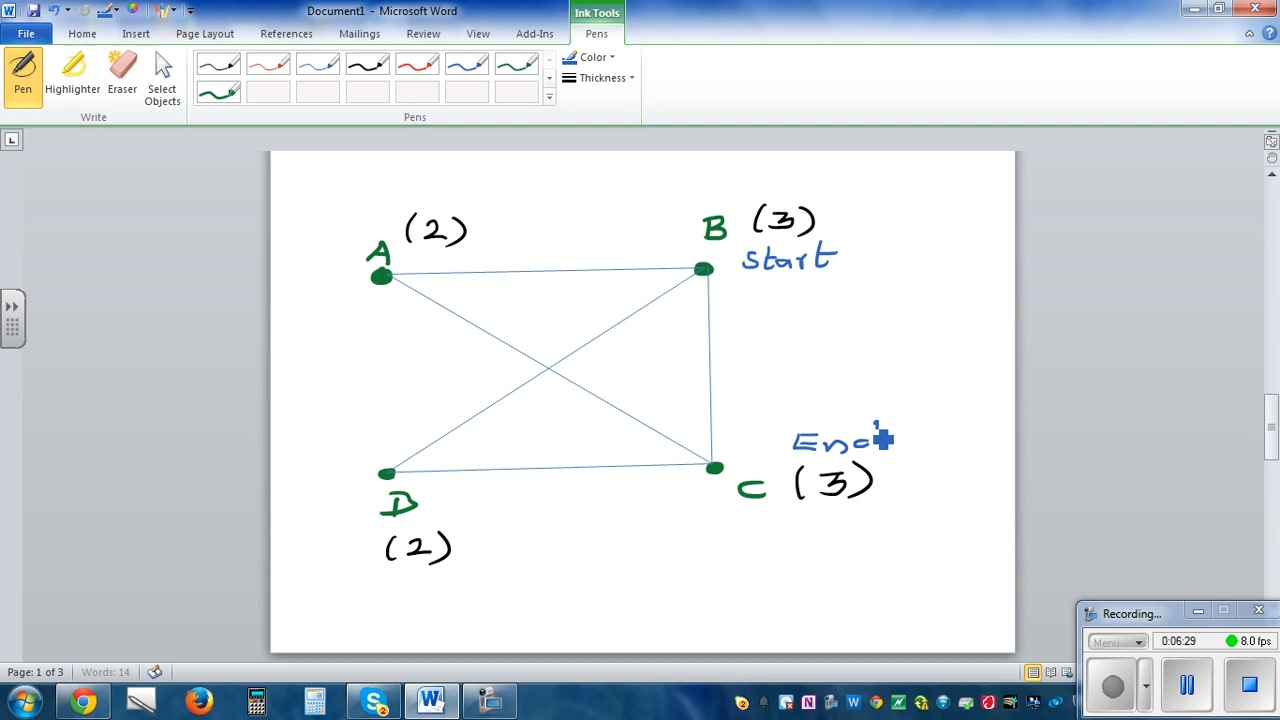 Document1 - Microsoft Word
Ink Tools
File Home Insert Page Layout References Mailings Review View Add-Ins Pens
Pen Highlighter Eraser Select Objects
Color
Thickness
Write Pens
(2)
A
B (3)
start
End
C (3)
D
(2)
Recording...
Menu 0:06:29 8.0 fps
Page: 1 of 3 Words: 14